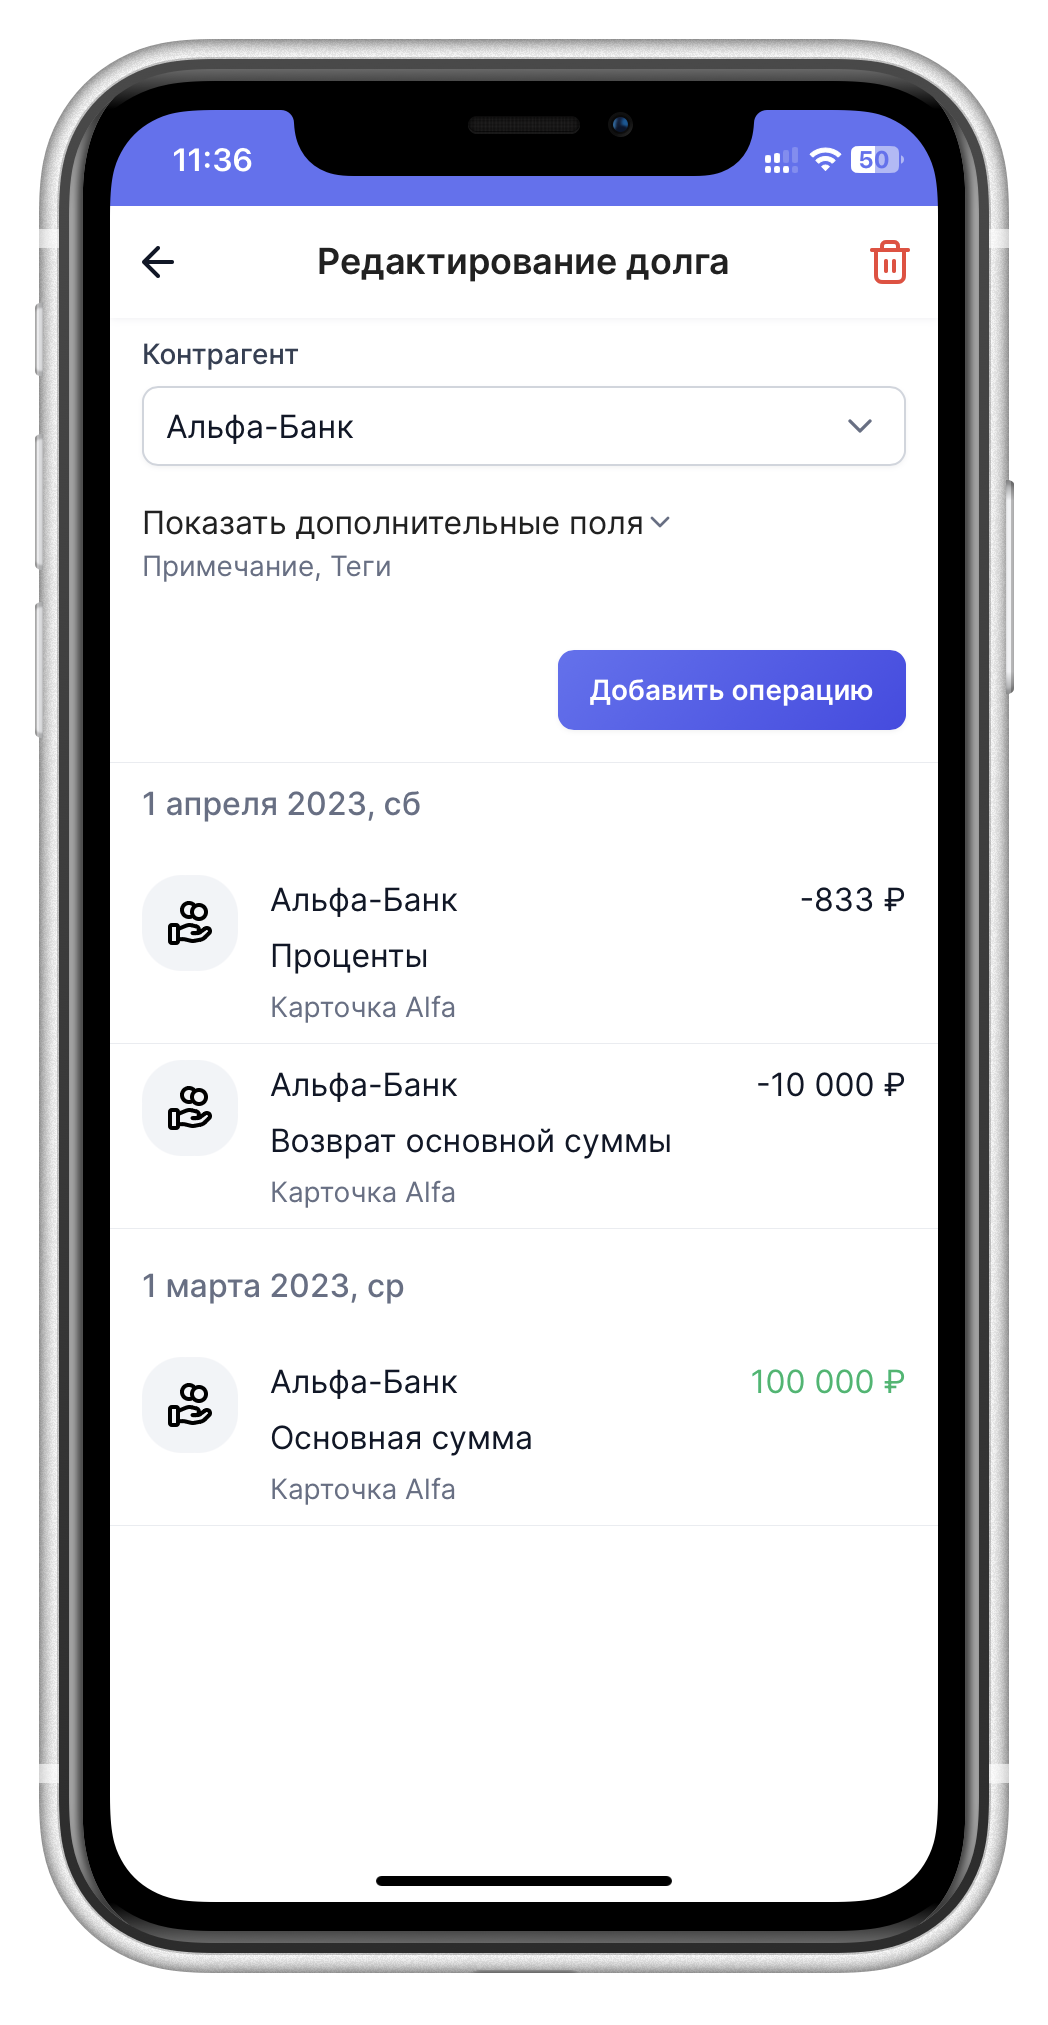 11:36
50
Редактирование долга
Контрагент
Альфа-Банк
Показать дополнительные поля
Примечание, Теги
Добавить операцию
1 апреля 2023, сб
Альфа-Банк -833 ₽
Проценты
Карточка Alfa
Альфа-Банк -10 000 ₽
Возврат основной суммы
Карточка Alfa
1 марта 2023, ср
Альфа-Банк 100 000 ₽
Основная сумма
Карточка Alfa